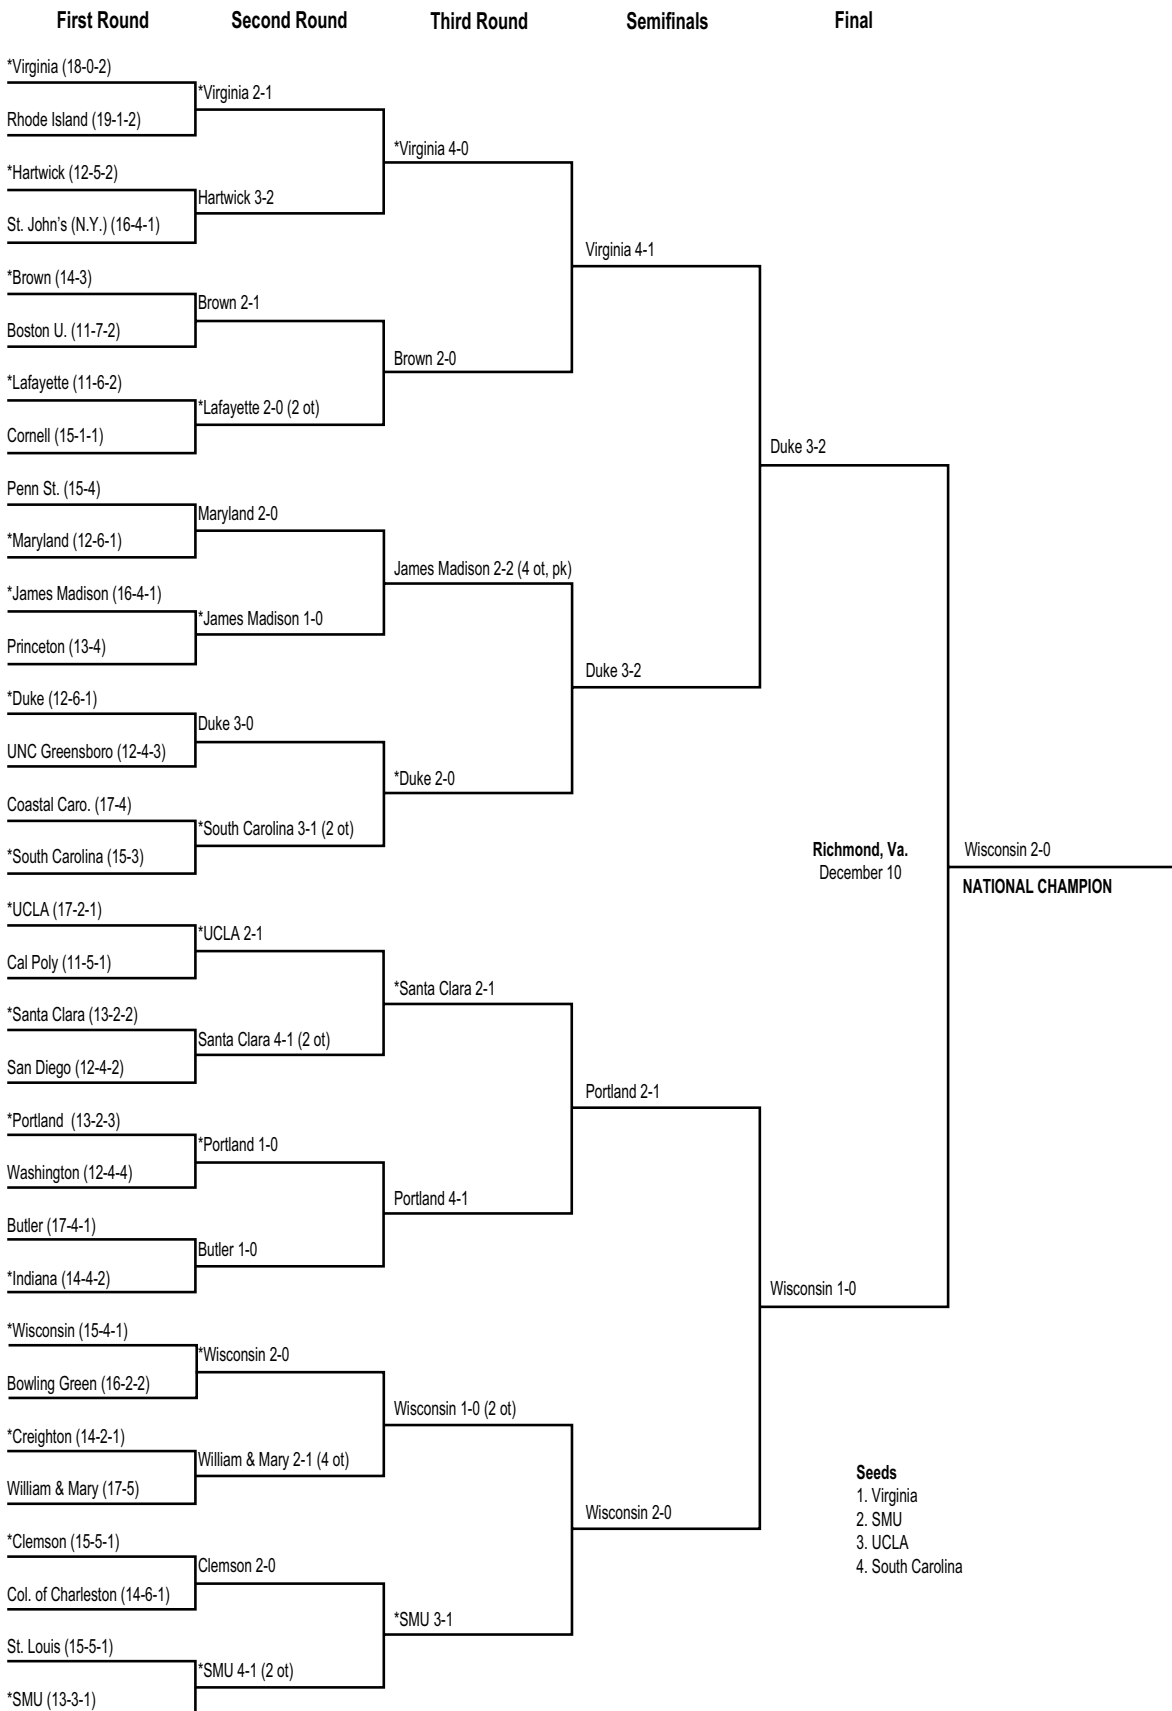 First Round Second Round Third Round Semifinals Final
*Virginia (18-0-2)
*Virginia 2-1
Rhode Island (19-1-2)
*Virginia 4-0
*Hartwick (12-5-2)
Hartwick 3-2
St. John's (N.Y.) (16-4-1)
Virginia 4-1
*Brown (14-3)
Brown 2-1
Boston U. (11-7-2)
Brown 2-0
*Lafayette (11-6-2)
*Lafayette 2-0 (2 ot)
Cornell (15-1-1)
Duke 3-2
Penn St. (15-4)
Maryland 2-0
*Maryland (12-6-1)
James Madison 2-2 (4 ot, pk)
*James Madison (16-4-1)
*James Madison 1-0
Princeton (13-4)
Duke 3-2
*Duke (12-6-1)
Duke 3-0
UNC Greensboro (12-4-3)
*Duke 2-0
Coastal Caro. (17-4)
*South Carolina 3-1 (2 ot)
*South Carolina (15-3)
Richmond, Va.
December 10
Wisconsin 2-0
NATIONAL CHAMPION
*UCLA (17-2-1)
*UCLA 2-1
Cal Poly (11-5-1)
*Santa Clara 2-1
*Santa Clara (13-2-2)
Santa Clara 4-1 (2 ot)
San Diego (12-4-2)
Portland 2-1
*Portland (13-2-3)
*Portland 1-0
Washington (12-4-4)
Portland 4-1
Butler (17-4-1)
Butler 1-0
*Indiana (14-4-2)
Wisconsin 1-0
*Wisconsin (15-4-1)
*Wisconsin 2-0
Bowling Green (16-2-2)
Wisconsin 1-0 (2 ot)
*Creighton (14-2-1)
William & Mary 2-1 (4 ot)
William & Mary (17-5)
Wisconsin 2-0
*Clemson (15-5-1)
Clemson 2-0
Col. of Charleston (14-6-1)
*SMU 3-1
St. Louis (15-5-1)
*SMU 4-1 (2 ot)
*SMU (13-3-1)
Seeds
1. Virginia
2. SMU
3. UCLA
4. South Carolina